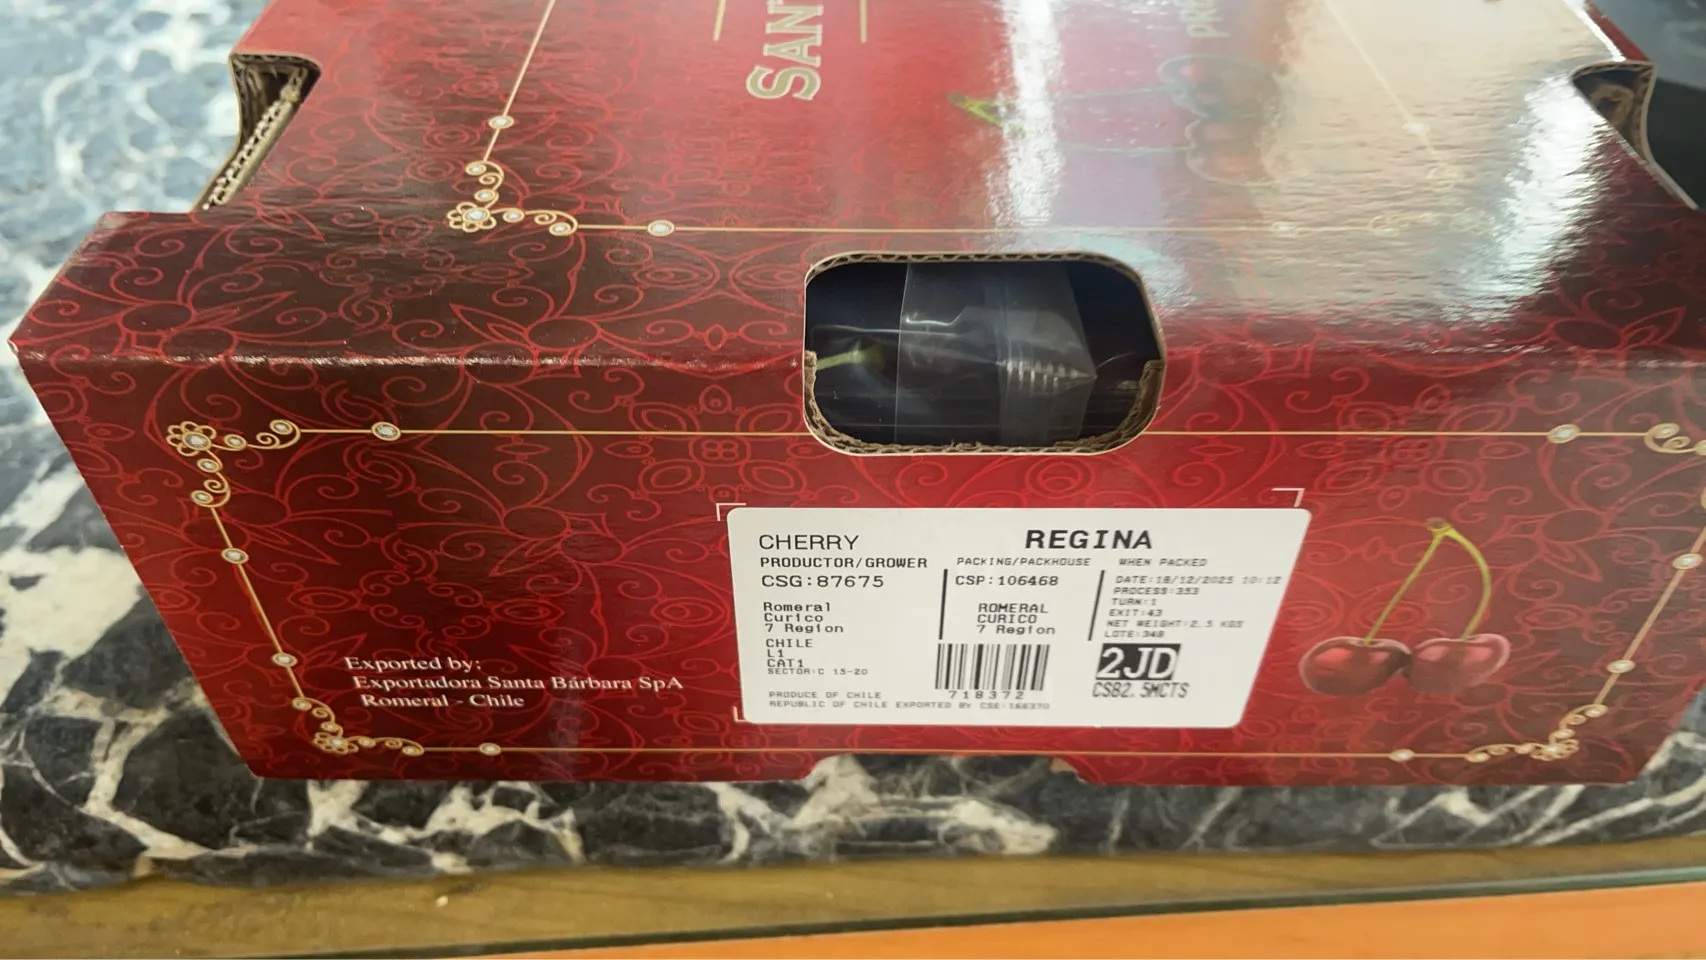 SANT
PRE
CHERRY
REGINA
PRODUCTOR/GROWER
CSG:87675
Romeral
Curico
7 Region
CHILE
L1
CAT1
SECTOR:C 15-20
PRODUCE OF CHILE
REPUBLIC OF CHILE EXPORTED BY CSE:166370
PACKING/PACKHOUSE
CSP:106468
ROMERAL
CURICO
7 Region
718372
WHEN PACKED
DATE:18/12/2025 10:12
PROCESS:353
TURN:1
EXIT:43
NET WEIGHT:2.5 KGS
LOTE:348
2JD
CSB2.5MCTS
Exported by:
Exportadora Santa Bárbara SpA
Romeral - Chile